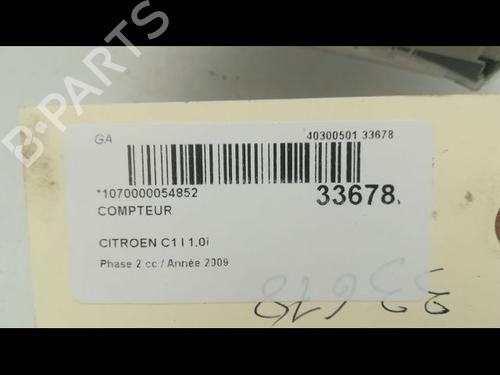 B-PARTS
GA
40300501 33678
*1070000054852
33678.
COMPTEUR
CITROEN C1 I 1.0i
Phase 2 cc / Année 2009
33678